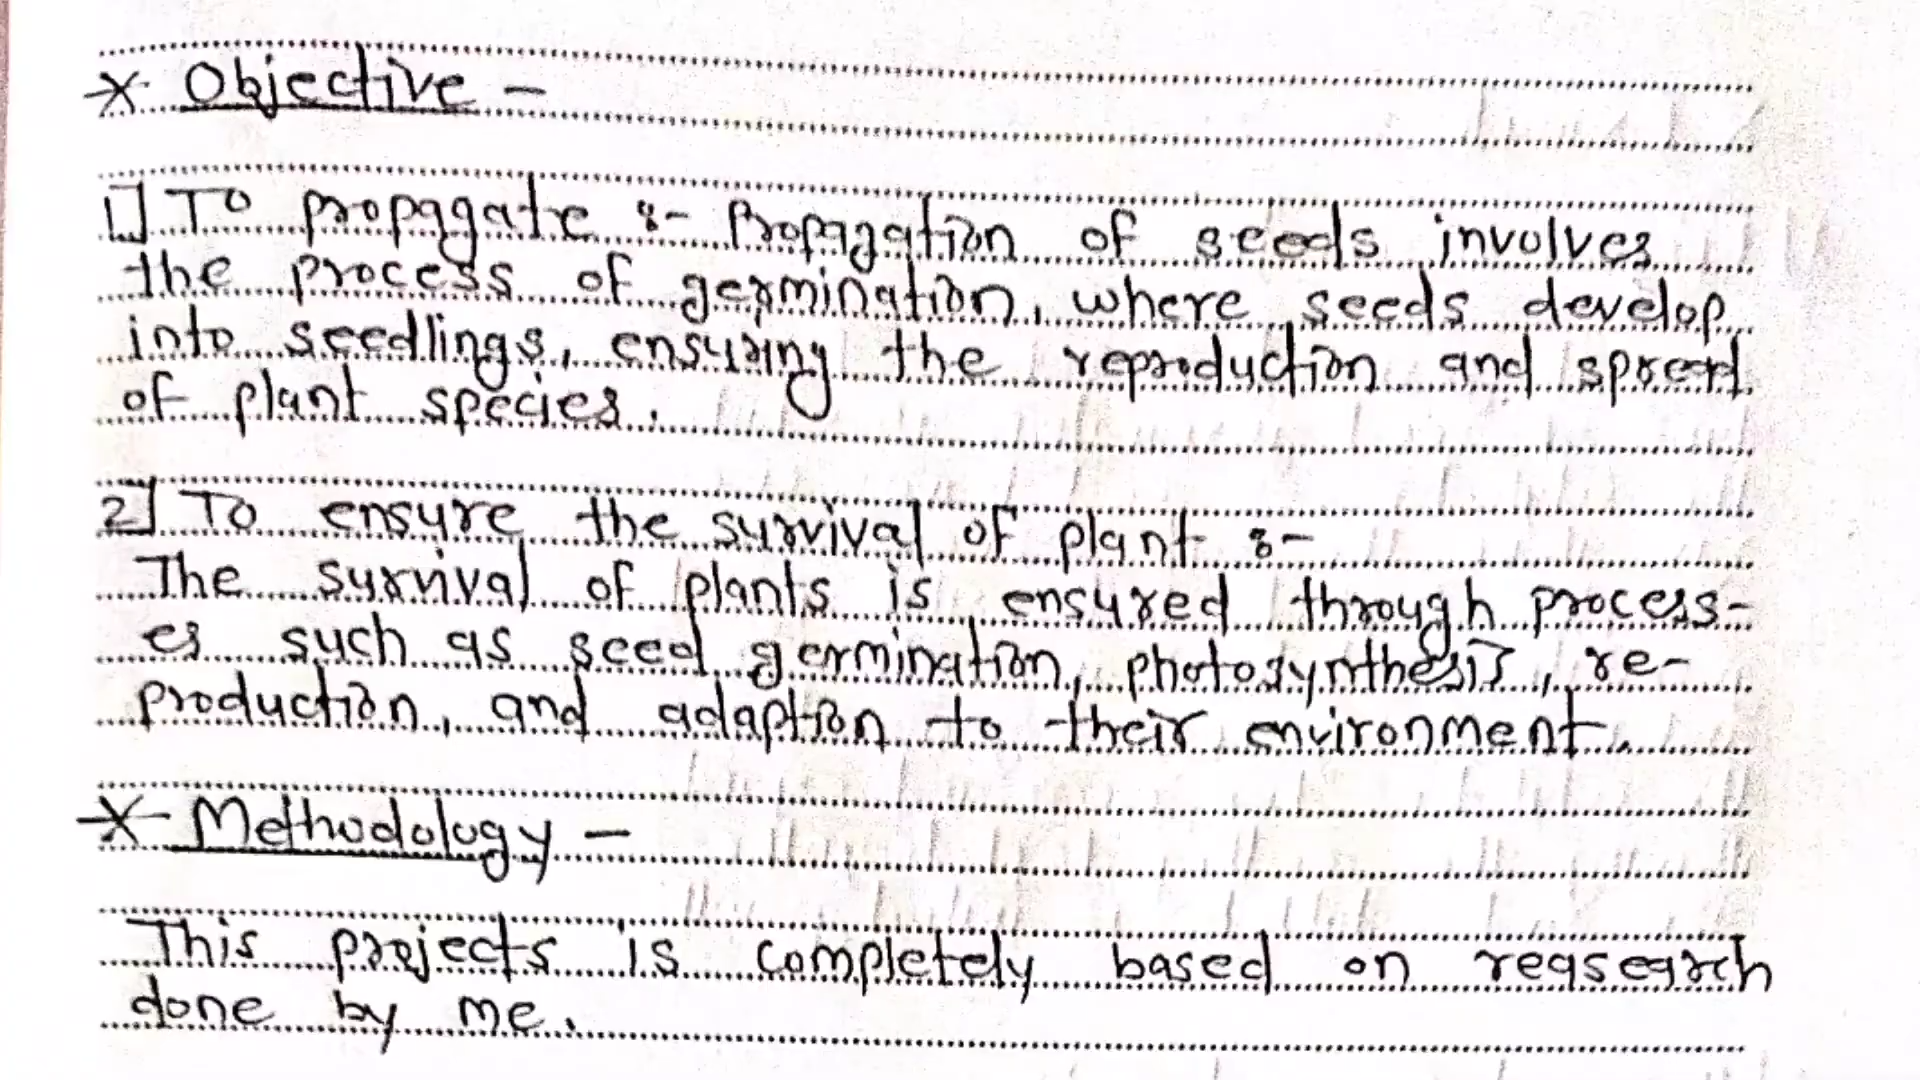 * Objective -
1] To propagate :- Propagation of seeds involves
the process of germination, where seeds develop
into seedlings, ensuring the reproduction and spread
of plant species.
2] To ensure the survival of plant :-
The survival of plants is ensured through process-
es such as seed germination, photosynthesis, re-
production, and adaption to their environment.
* Methodology -
This projects is completely based on reasearch
done by me.